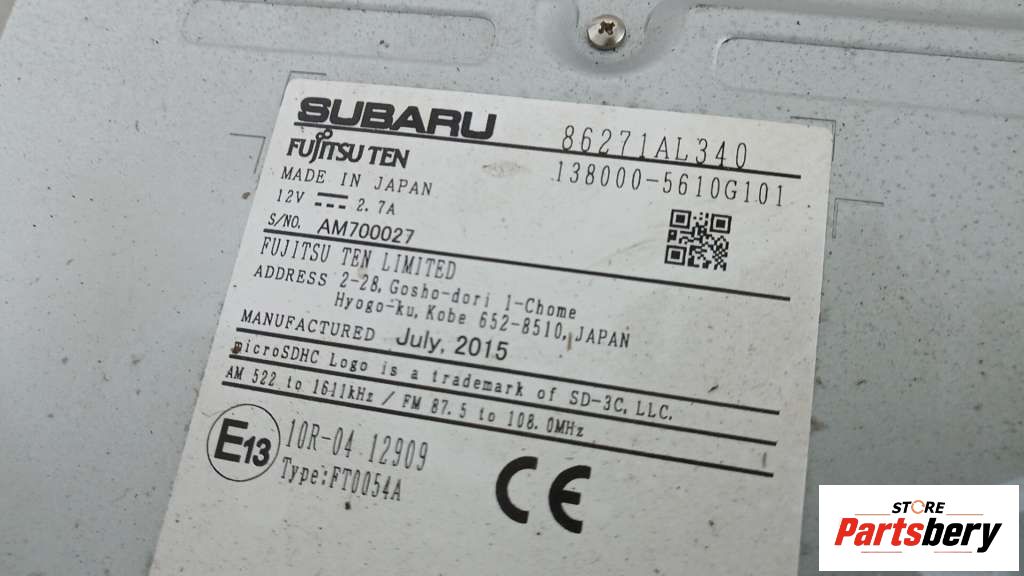 SUBARU
86271AL340
FUJITSU TEN
138000-5610G101
MADE IN JAPAN
12V 2.7A
S/NO. AM700027
FUJITSU TEN LIMITED
ADDRESS 2-28, Gosho-dori 1-Chome
Hyogo-ku, Kobe 652-8510, JAPAN
MANUFACTURED July, 2015
microSDHC Logo is a trademark of SD-3C, LLC.
AM 522 to 1611kHz / FM 87.5 to 108.0MHz
E13
10R-04 12909
Type:FT0054A
CE
STORE
Partsbery